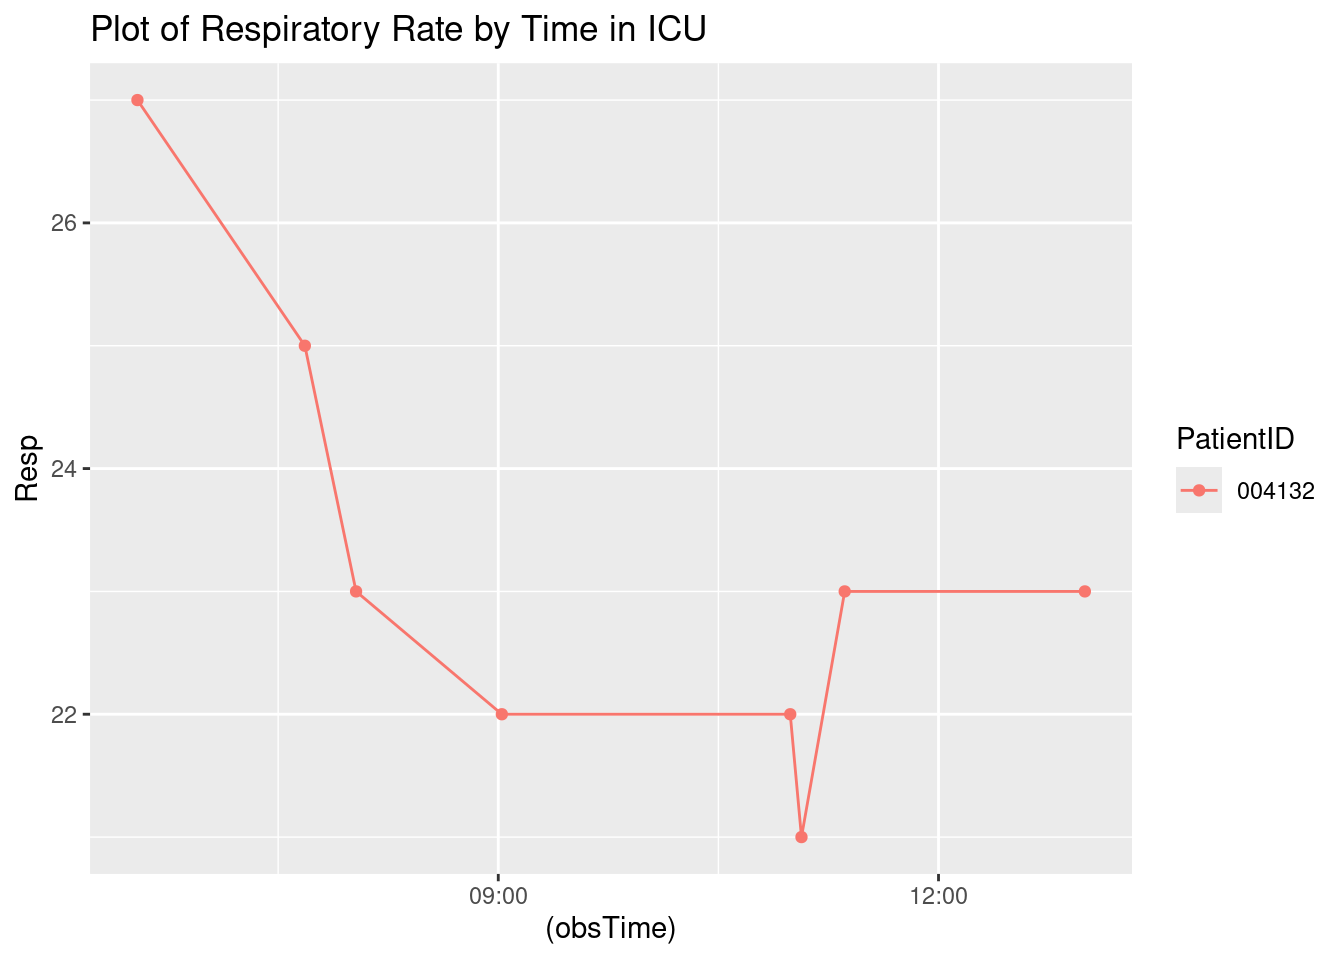 Plot of Respiratory Rate by Time in ICU
Resp
26
24
22
09:00
12:00
(obsTime)
PatientID
004132